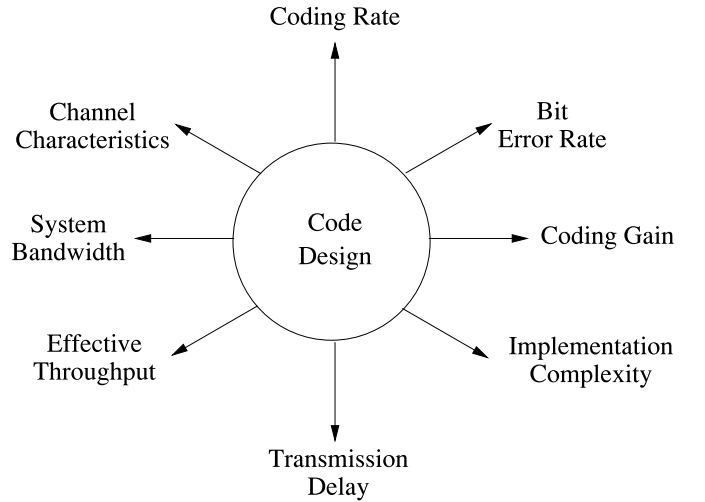 Coding Rate
Channel
Characteristics
Bit
Error Rate
System
Bandwidth
Code
Design
Coding Gain
Effective
Throughput
Implementation
Complexity
Transmission
Delay